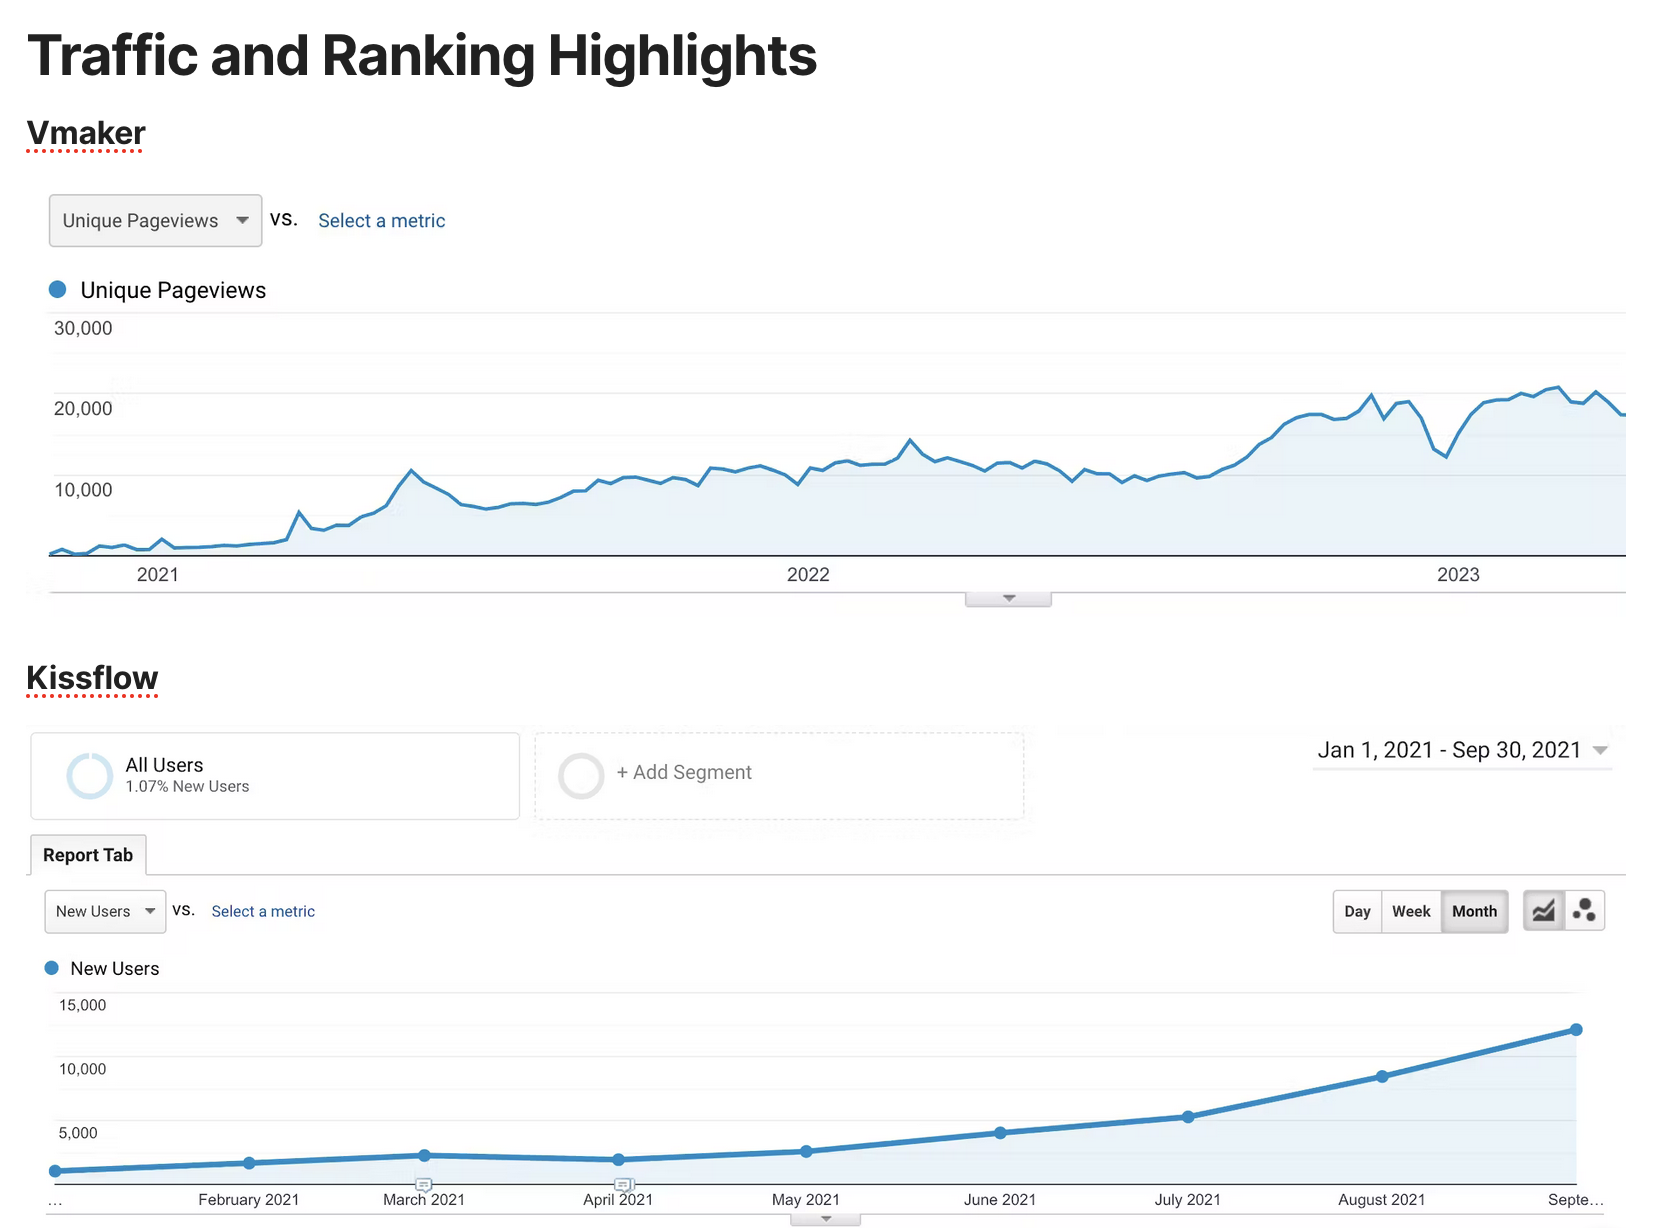 Traffic and Ranking Highlights
Vmaker
Unique Pageviews vs. Select a metric
Unique Pageviews
30,000
20,000
10,000
2021 2022 2023
Kissflow
All Users
1.07% New Users
+ Add Segment
Jan 1, 2021 - Sep 30, 2021
Report Tab
New Users vs. Select a metric
Day Week Month
New Users
15,000
10,000
5,000
... February 2021 March 2021 April 2021 May 2021 June 2021 July 2021 August 2021 Septe...